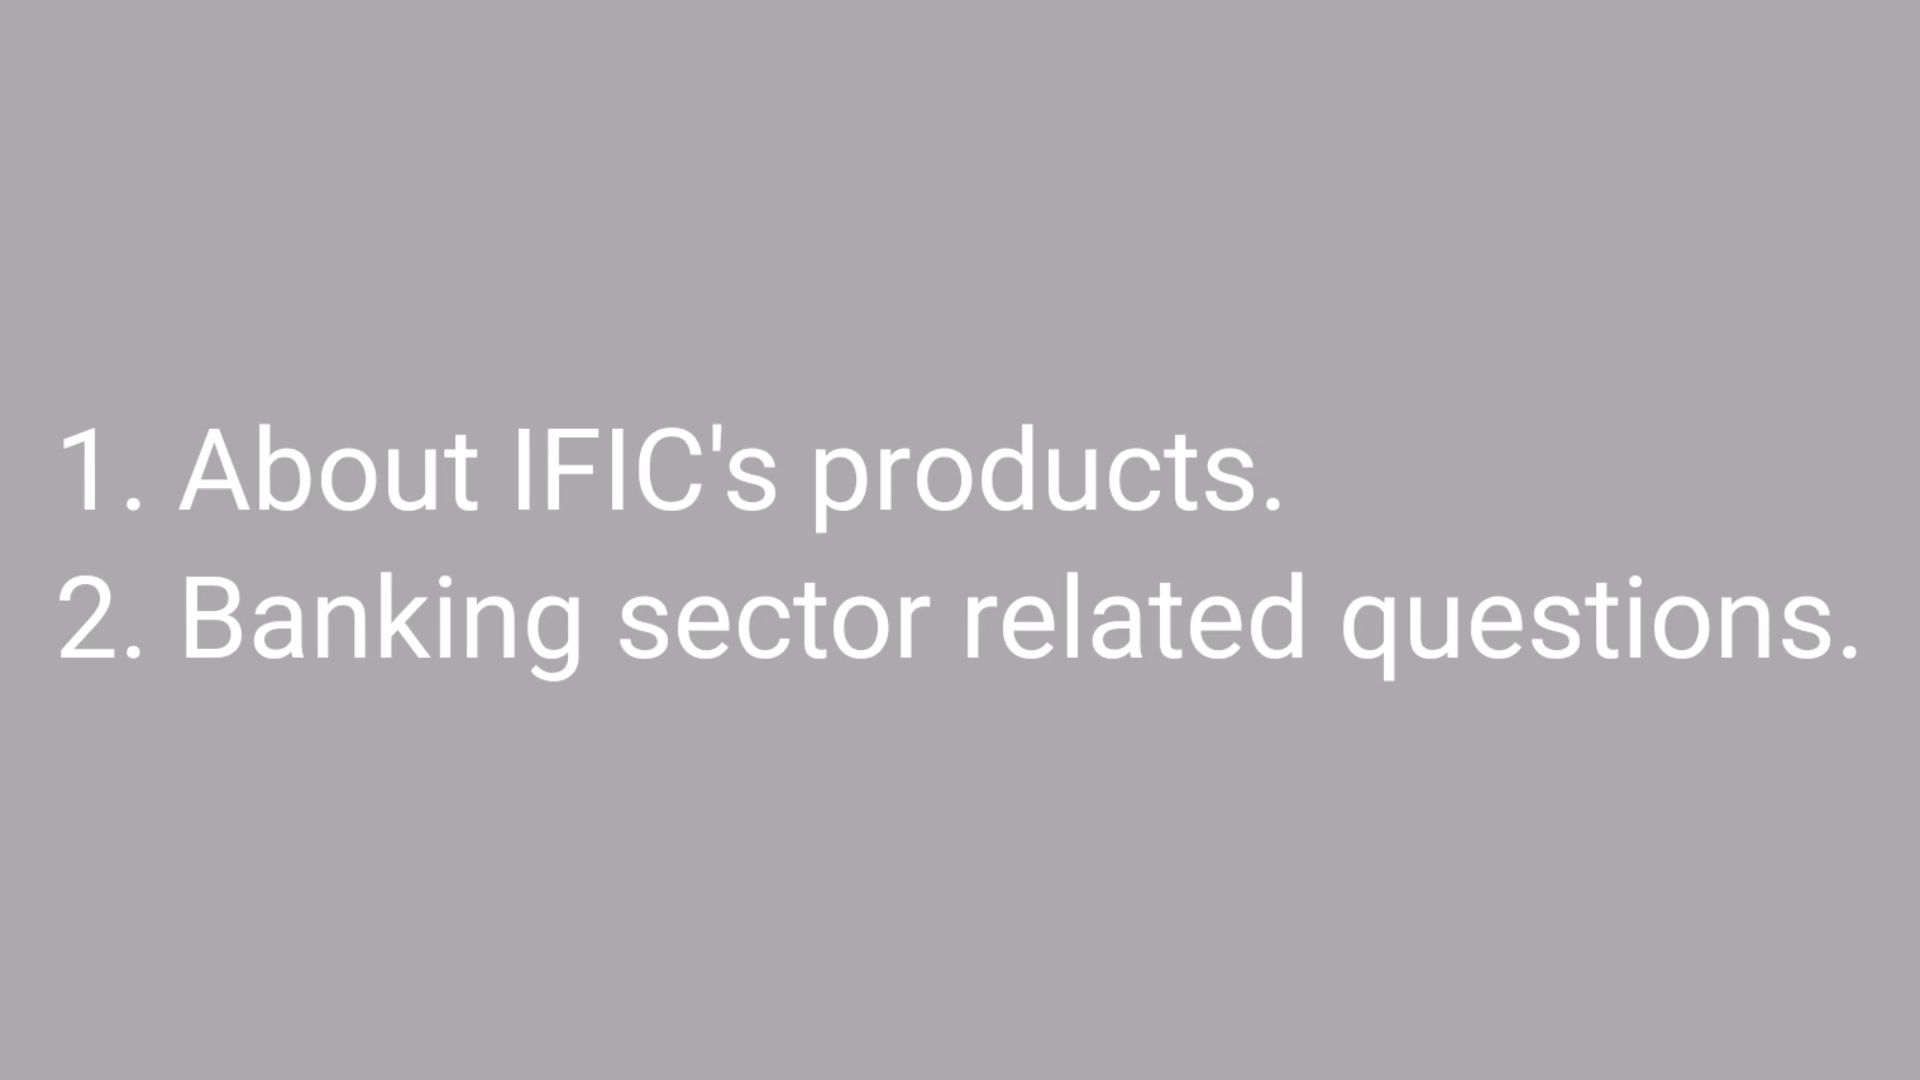 1. About IFIC's products.
2. Banking sector related questions.